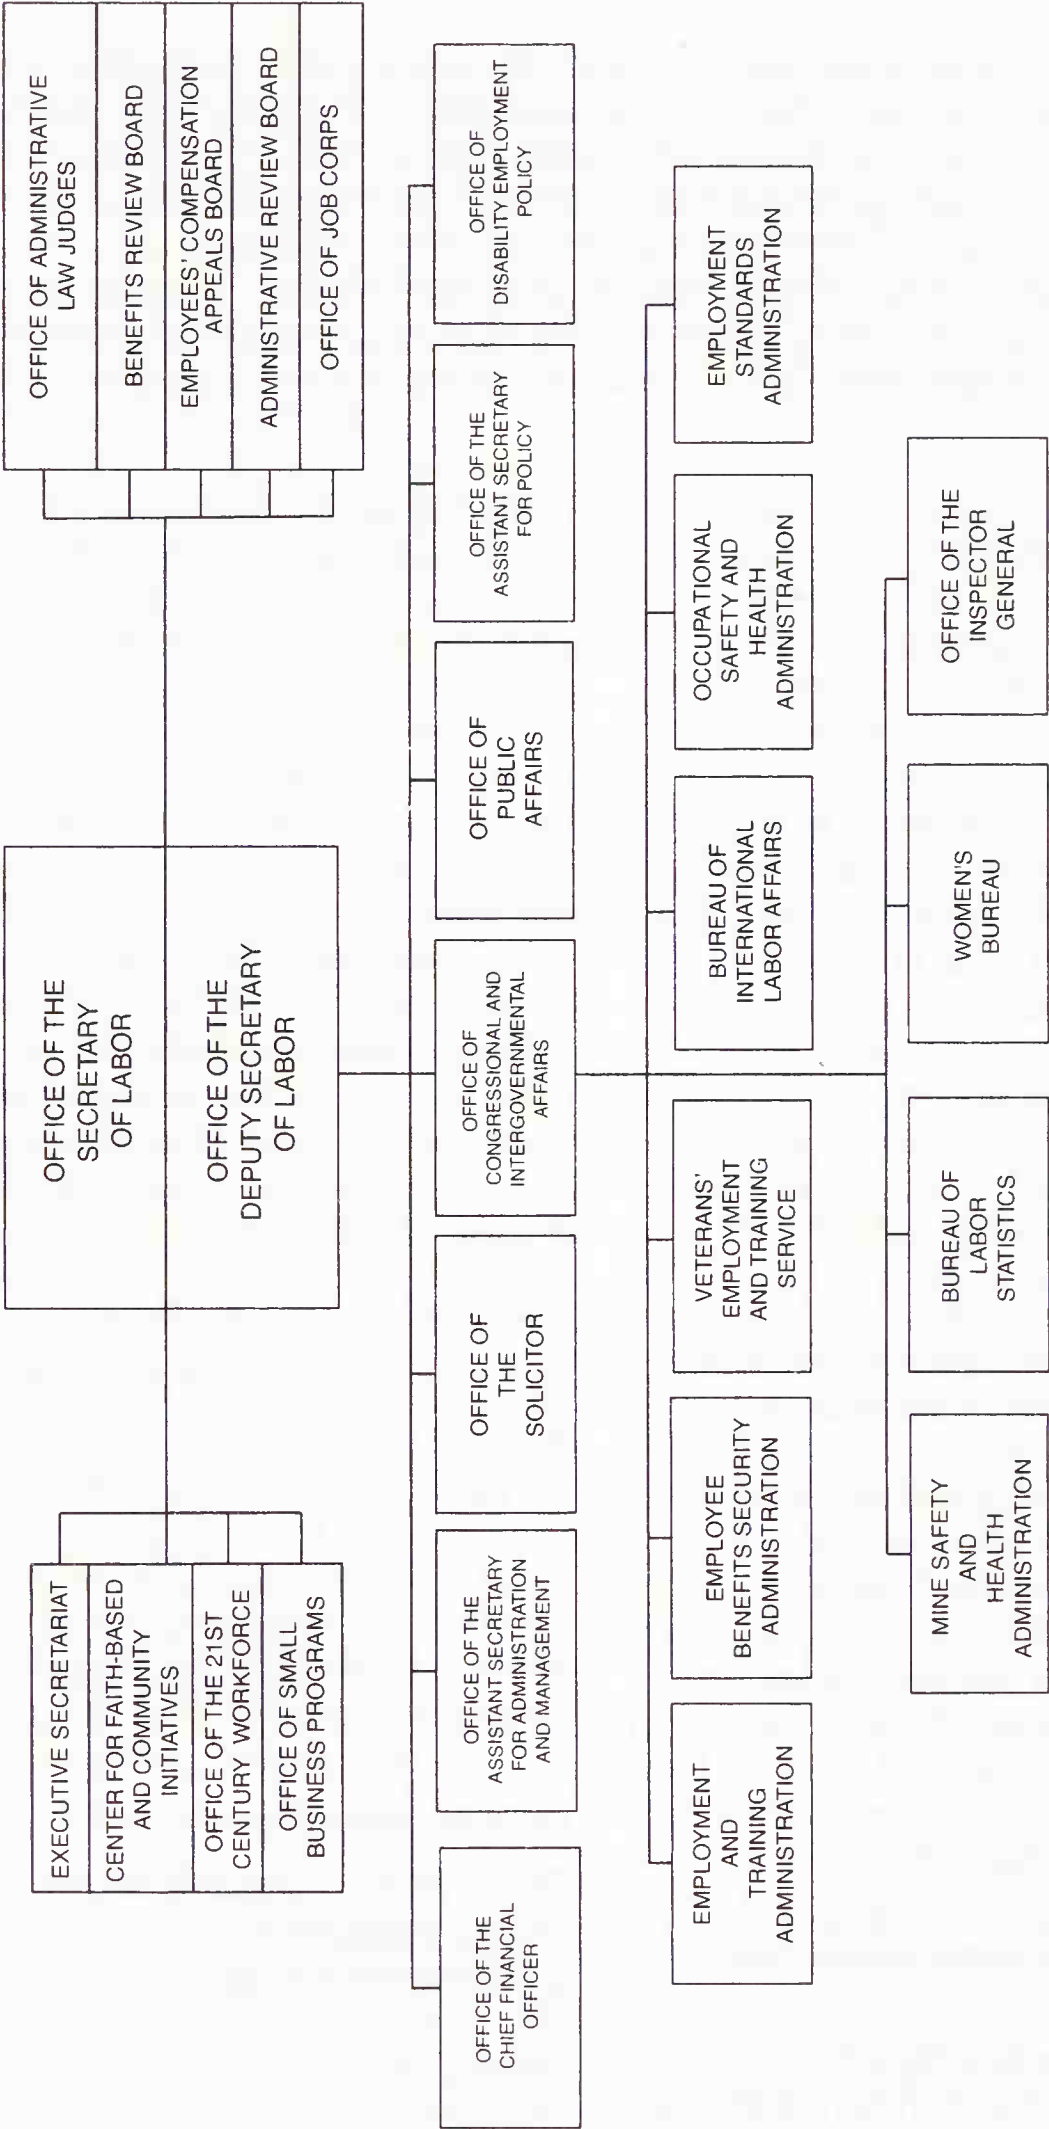 OFFICE OF THE
SECRETARY
OF LABOR
OFFICE OF THE
DEPUTY SECRETARY
OF LABOR
EXECUTIVE SECRETARIAT
CENTER FOR FAITH-BASED
AND COMMUNITY
INITIATIVES
OFFICE OF THE 21ST
CENTURY WORKFORCE
OFFICE OF SMALL
BUSINESS PROGRAMS
OFFICE OF ADMINISTRATIVE
LAW JUDGES
BENEFITS REVIEW BOARD
EMPLOYEES' COMPENSATION
APPEALS BOARD
ADMINISTRATIVE REVIEW BOARD
OFFICE OF JOB CORPS
OFFICE OF THE
CHIEF FINANCIAL
OFFICER
OFFICE OF THE
ASSISTANT SECRETARY
FOR ADMINISTRATION
AND MANAGEMENT
OFFICE OF
THE
SOLICITOR
OFFICE OF
CONGRESSIONAL AND
INTERGOVERNMENTAL
AFFAIRS
OFFICE OF
PUBLIC
AFFAIRS
OFFICE OF THE
ASSISTANT SECRETARY
FOR POLICY
OFFICE OF
DISABILITY EMPLOYMENT
POLICY
EMPLOYMENT
AND
TRAINING
ADMINISTRATION
EMPLOYEE
BENEFITS SECURITY
ADMINISTRATION
VETERANS'
EMPLOYMENT
AND TRAINING
SERVICE
BUREAU OF
INTERNATIONAL
LABOR AFFAIRS
OCCUPATIONAL
SAFETY AND
HEALTH
ADMINISTRATION
EMPLOYMENT
STANDARDS
ADMINISTRATION
MINE SAFETY
AND
HEALTH
ADMINISTRATION
BUREAU OF
LABOR
STATISTICS
WOMEN'S
BUREAU
OFFICE OF THE
INSPECTOR
GENERAL